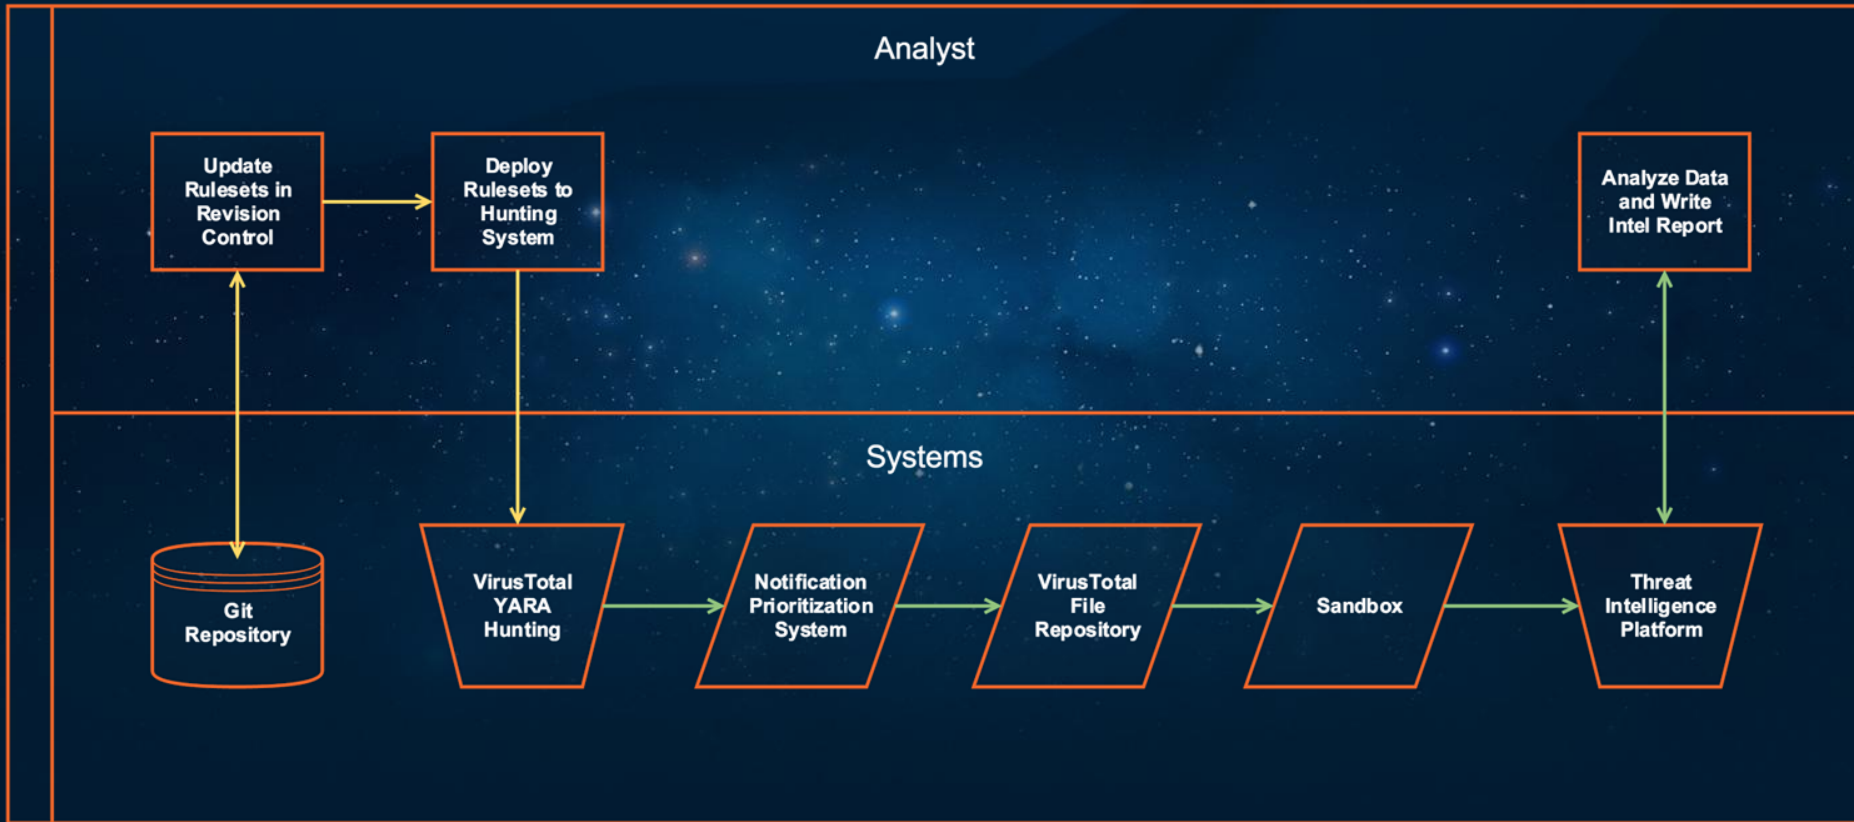 Analyst
Update
Rulesets in
Revision
Control
Deploy
Rulesets to
Hunting
System
Analyze Data
and Write
Intel Report
Systems
Git
Repository
VirusTotal
YARA
Hunting
Notification
Prioritization
System
VirusTotal
File
Repository
Sandbox
Threat
Intelligence
Platform